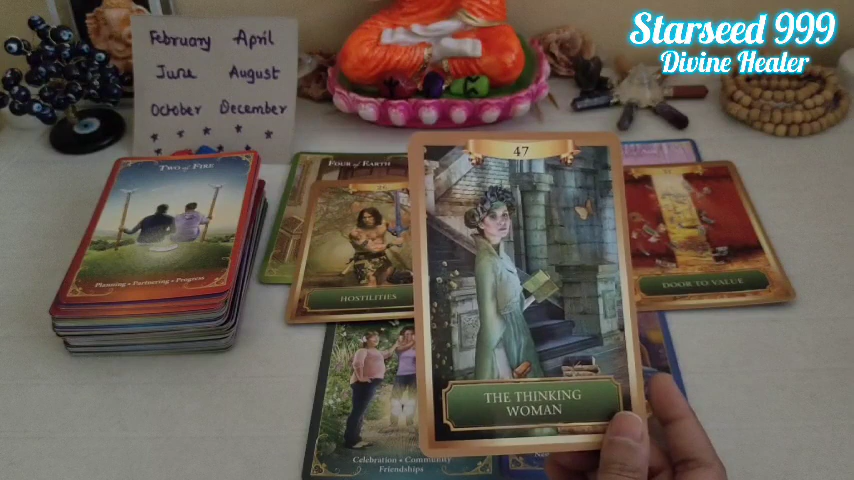 Starseed 999
Divine Healer
February April
June August
October December
Two of Fire
Planning • Partnering • Progress
Four of Earth
26
HOSTILITIES
47
THE THINKING
WOMAN
DOOR TO VALUE
Celebration • Community
Friendships